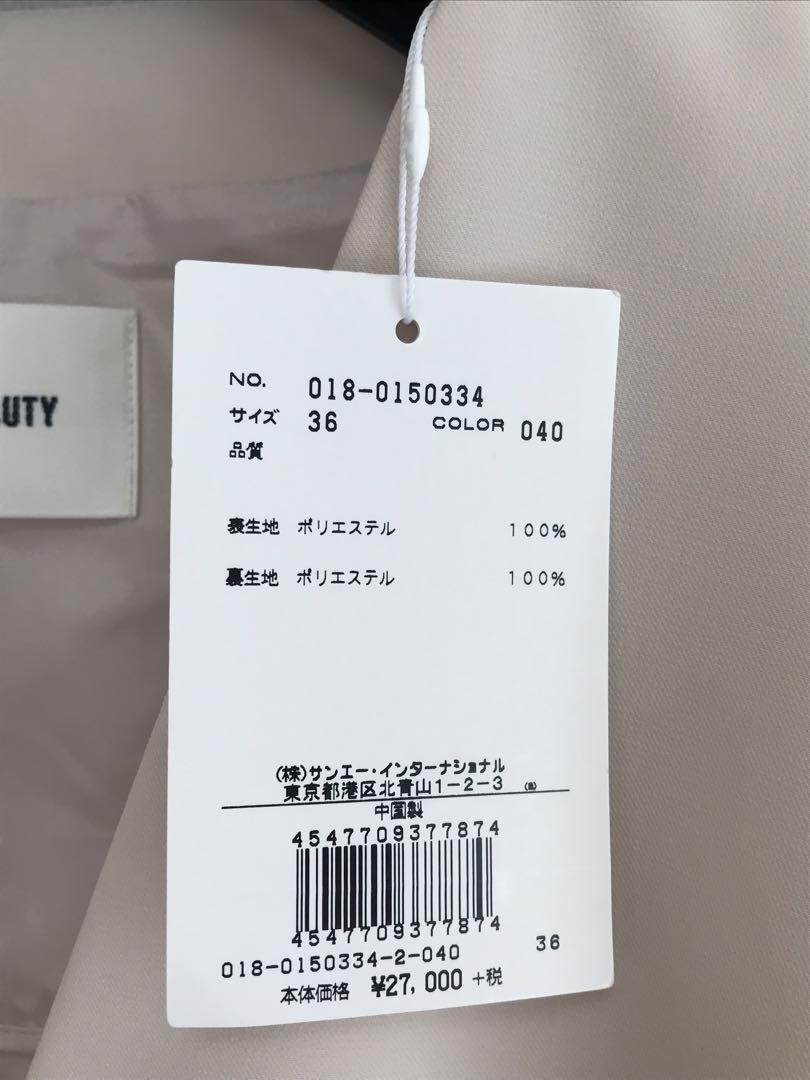 UTY
NO. 018-0150334
サイズ 36 COLOR 040
品質
表生地 ポリエステル 100%
裏生地 ポリエステル 100%
(株)サンエー・インターナショナル
東京都港区北青山1-2-3
中国製
4547709377874
4547709377874
018-0150334-2-040 36
本体価格 ¥27,000 +税